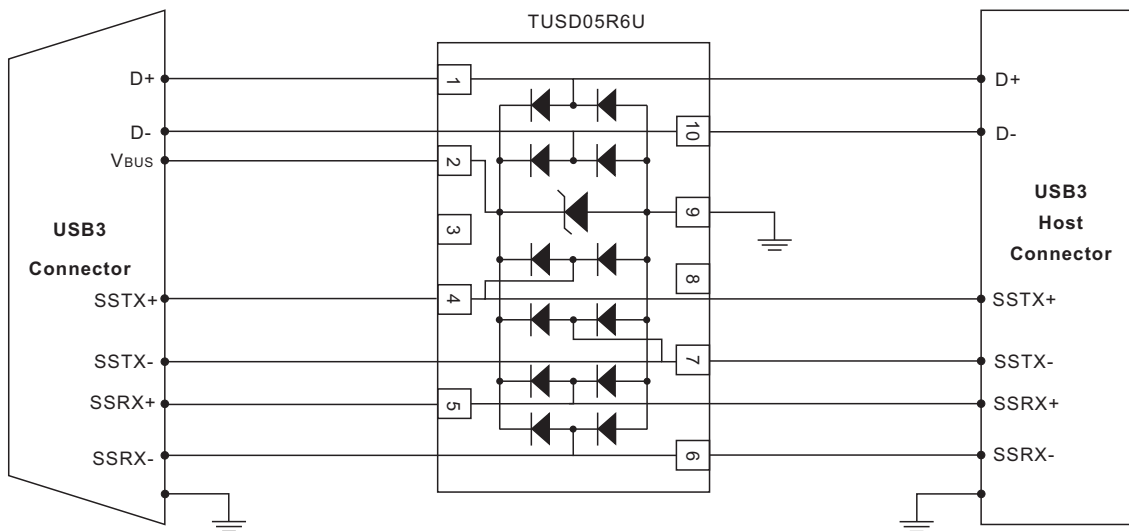 TUSD05R6U
D+
1
D+
D-
10
D-
VBUS
2
USB3
Connector
3
9
USB3
Host
Connector
8
SSTX+
4
SSTX+
SSTX-
7
SSTX-
SSRX+
5
SSRX+
SSRX-
6
SSRX-